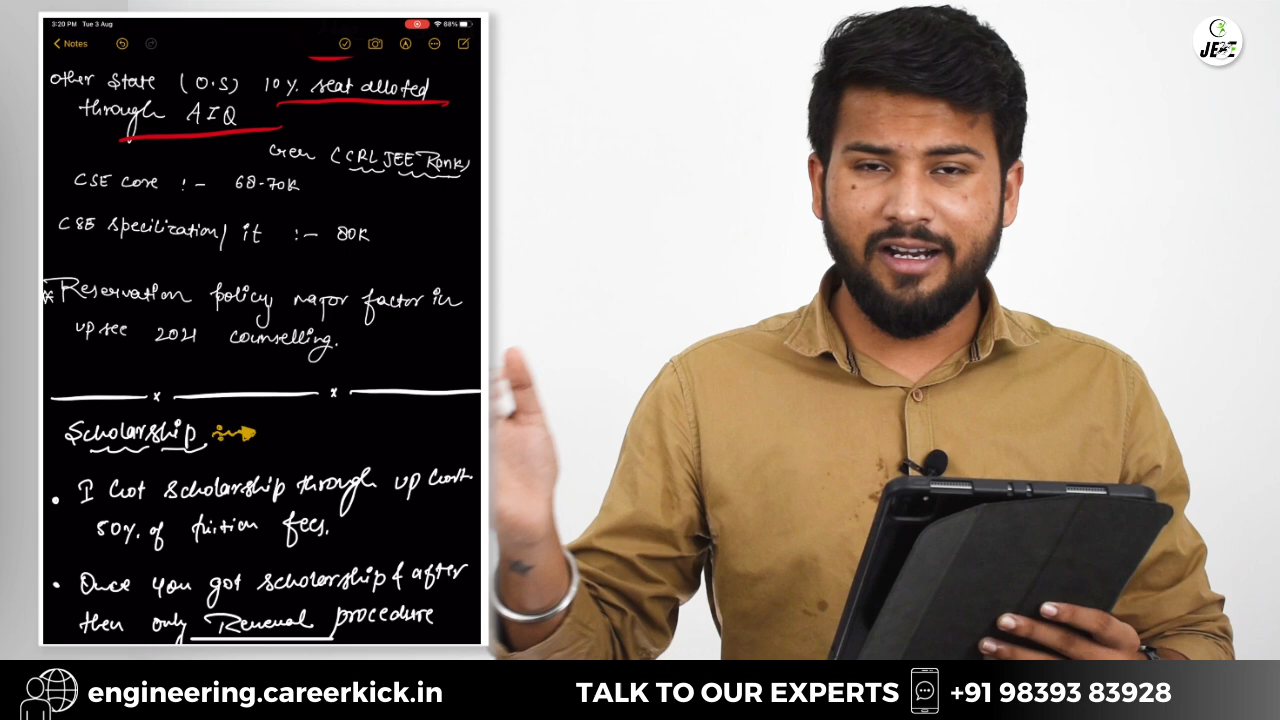 3:20 PM Tue 3 Aug
68%
Notes
Other State (O.S) 10% seat alloted
through AIQ
Gen (CRL JEE Rank)
CSE core :- 68-70K
CSE Specilization/it :- 80K
* Reservation policy major factor in
upsee 2021 counselling.
Scholarship
• I Got Scholarship through up Govt.
50% of tuition fees.
• Once you got scholarship & after
then only Renewal procedure
JEE
engineering.careerkick.in
TALK TO OUR EXPERTS
+91 98393 83928